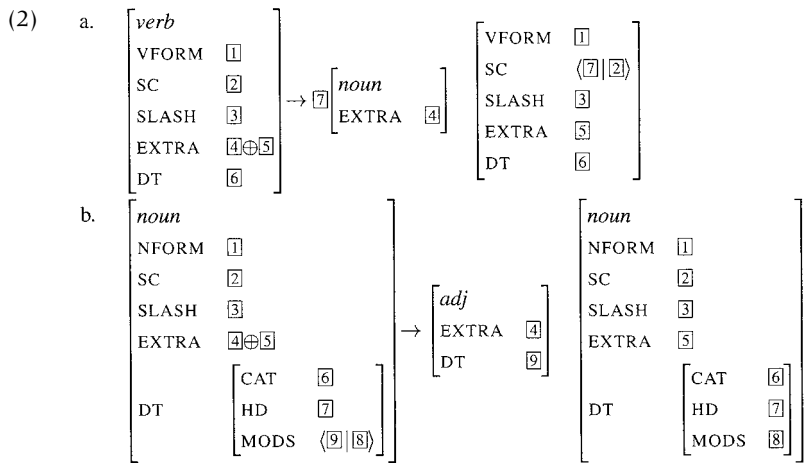 (2) a. verb
VFORM 1
SC 2
SLASH 3
EXTRA 4⊕5
DT 6
→ 7 noun
EXTRA 4
VFORM 1
SC ⟨7|2⟩
SLASH 3
EXTRA 5
DT 6
b. noun
NFORM 1
SC 2
SLASH 3
EXTRA 4⊕5
DT CAT 6
HD 7
MODS ⟨9|8⟩
→ adj
EXTRA 4
DT 9
noun
NFORM 1
SC 2
SLASH 3
EXTRA 5
DT CAT 6
HD 7
MODS 8